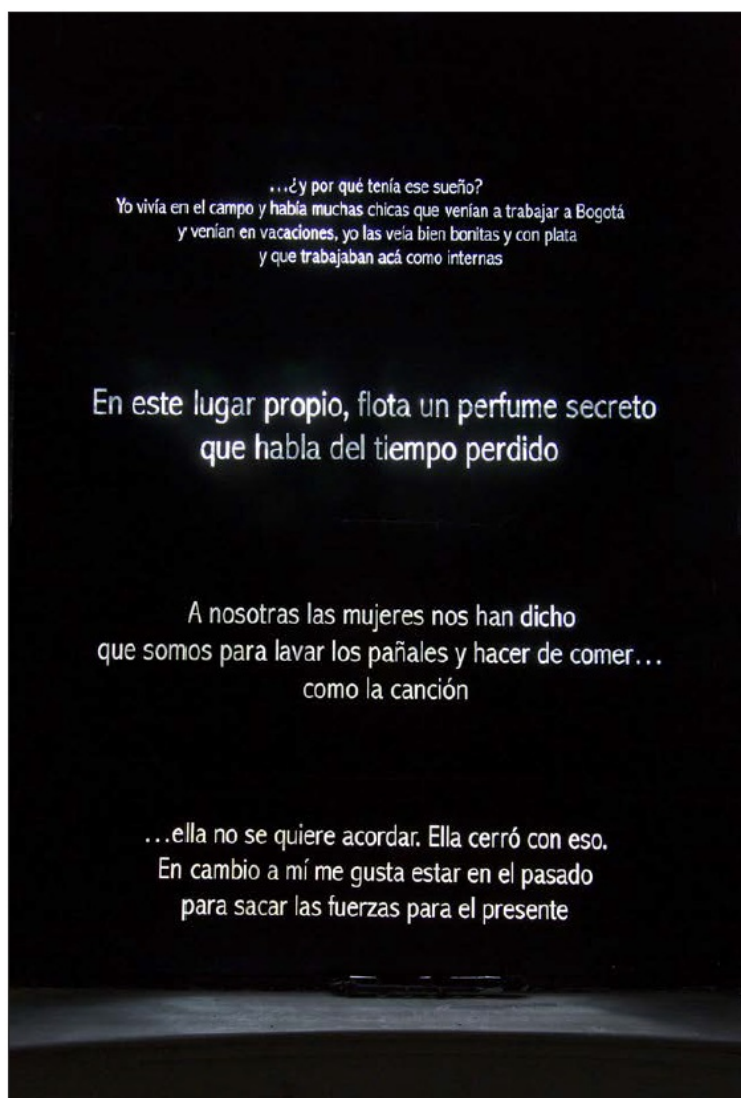 ...¿y por qué tenía ese sueño?
Yo vivía en el campo y había muchas chicas que venían a trabajar a Bogotá
y venían en vacaciones, yo las veía bien bonitas y con plata
y que trabajaban acá como internas
En este lugar propio, flota un perfume secreto
que habla del tiempo perdido
A nosotras las mujeres nos han dicho
que somos para lavar los pañales y hacer de comer...
como la canción
...ella no se quiere acordar. Ella cerró con eso.
En cambio a mí me gusta estar en el pasado
para sacar las fuerzas para el presente